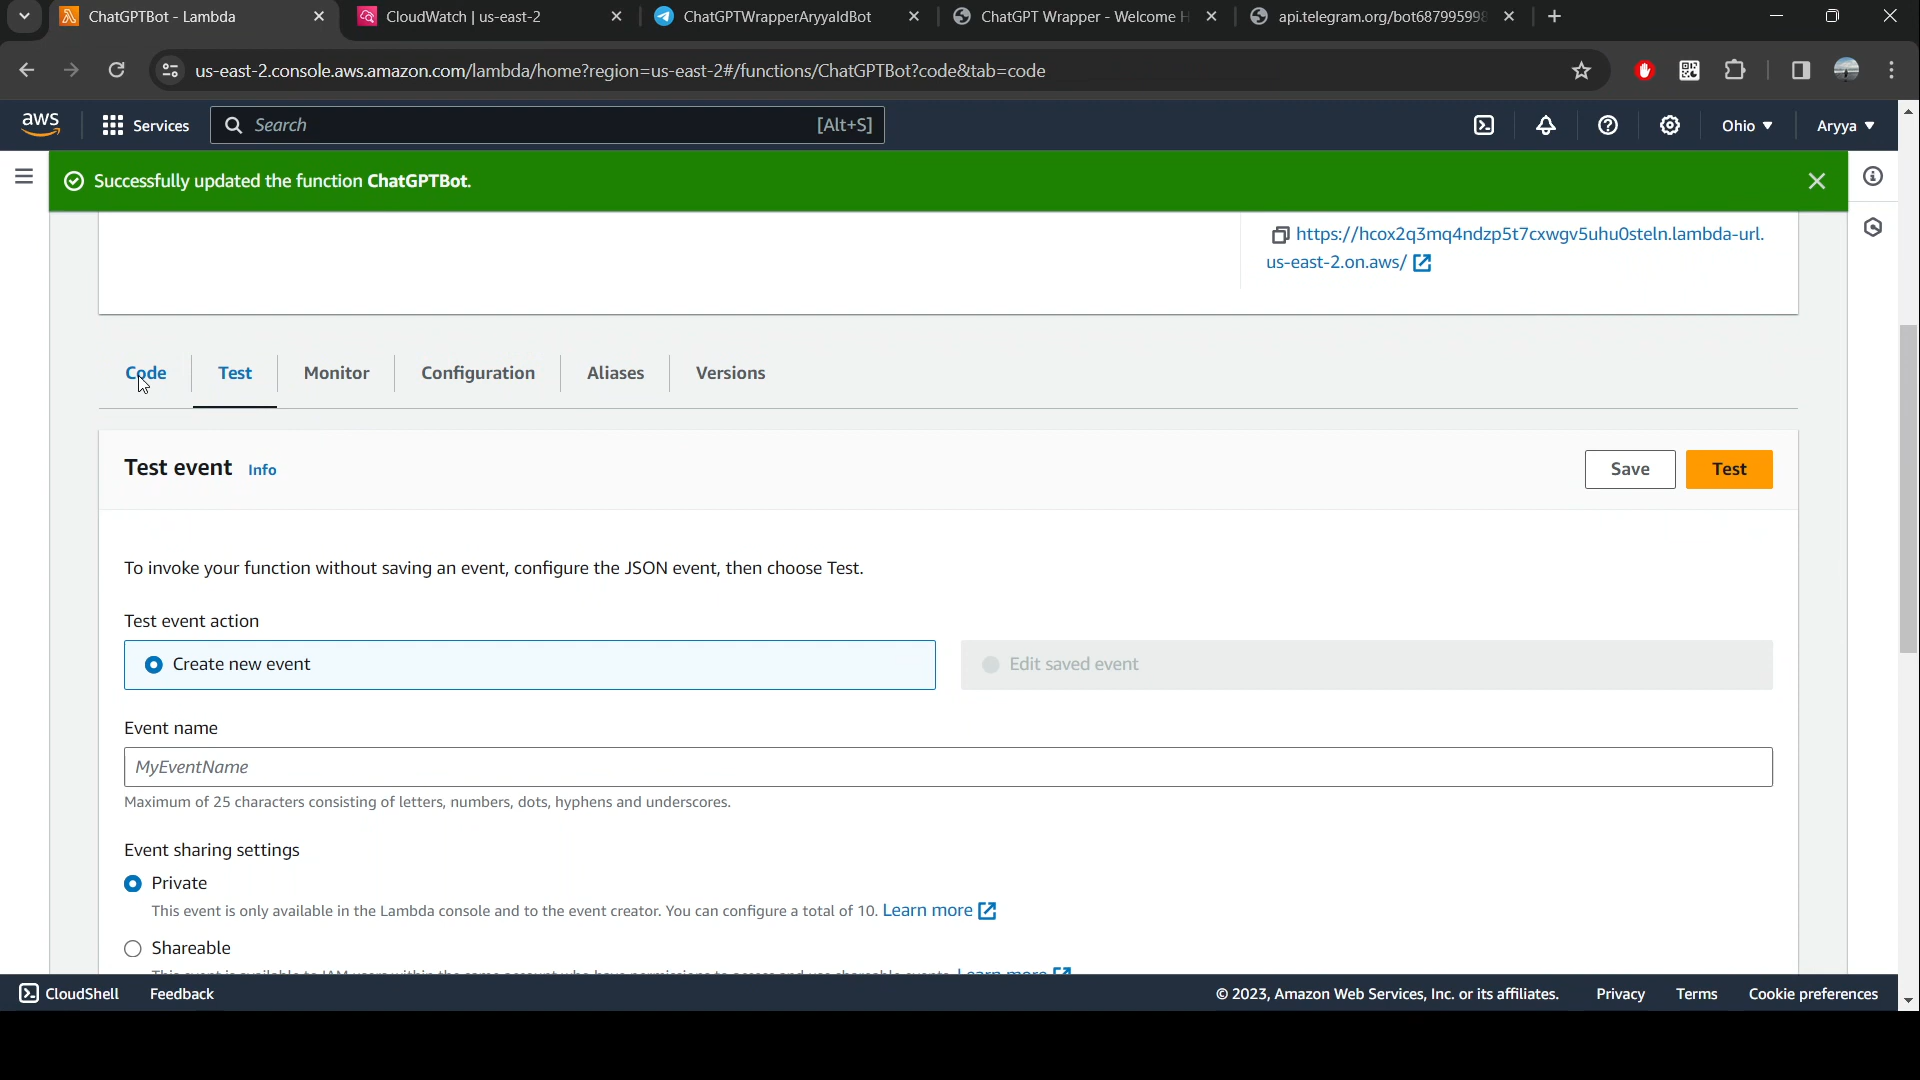 ChatGPTBot - Lambda
CloudWatch | us-east-2
ChatGPTWrapperAryyaIdBot
ChatGPT Wrapper - Welcome H
api.telegram.org/bot68799599
us-east-2.console.aws.amazon.com/lambda/home?region=us-east-2#/functions/ChatGPTBot?code&tab=code
aws
Services
Search
[Alt+S]
Ohio
Aryya
Successfully updated the function ChatGPTBot.
https://hcox2q3mq4ndzp5t7cxwgv5uhu0steln.lambda-url.
us-east-2.on.aws/
Code
Test
Monitor
Configuration
Aliases
Versions
Test event Info
Save
Test
To invoke your function without saving an event, configure the JSON event, then choose Test.
Test event action
Create new event
Edit saved event
Event name
MyEventName
Maximum of 25 characters consisting of letters, numbers, dots, hyphens and underscores.
Event sharing settings
Private
This event is only available in the Lambda console and to the event creator. You can configure a total of 10. Learn more
Shareable
CloudShell
Feedback
© 2023, Amazon Web Services, Inc. or its affiliates.
Privacy
Terms
Cookie preferences